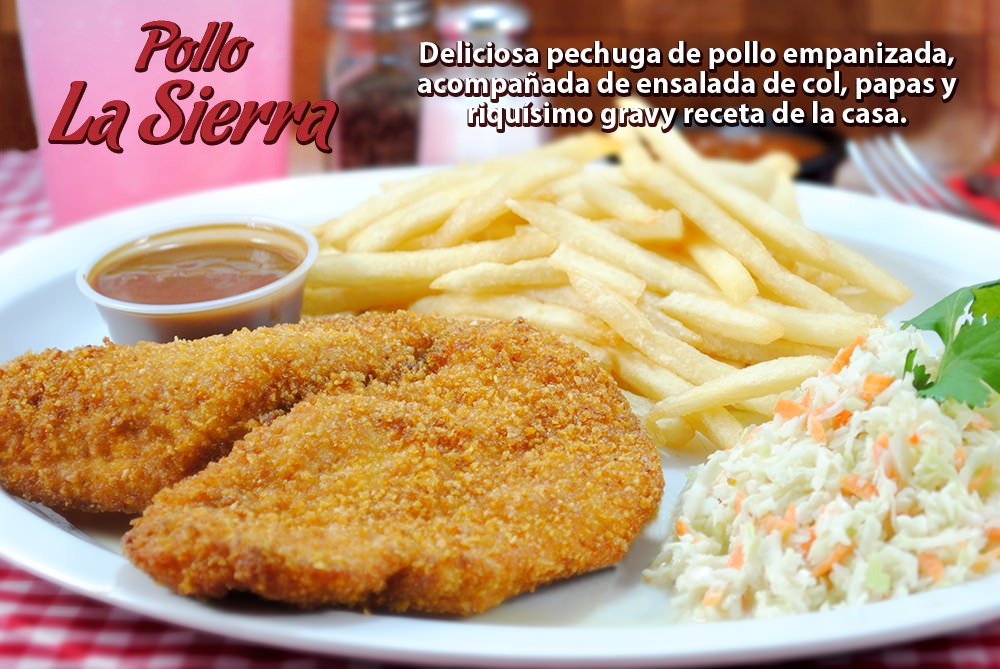 Pollo
La Sierra
Deliciosa pechuga de pollo empanizada,
acompañada de ensalada de col, papas y
riquísimo gravy receta de la casa.